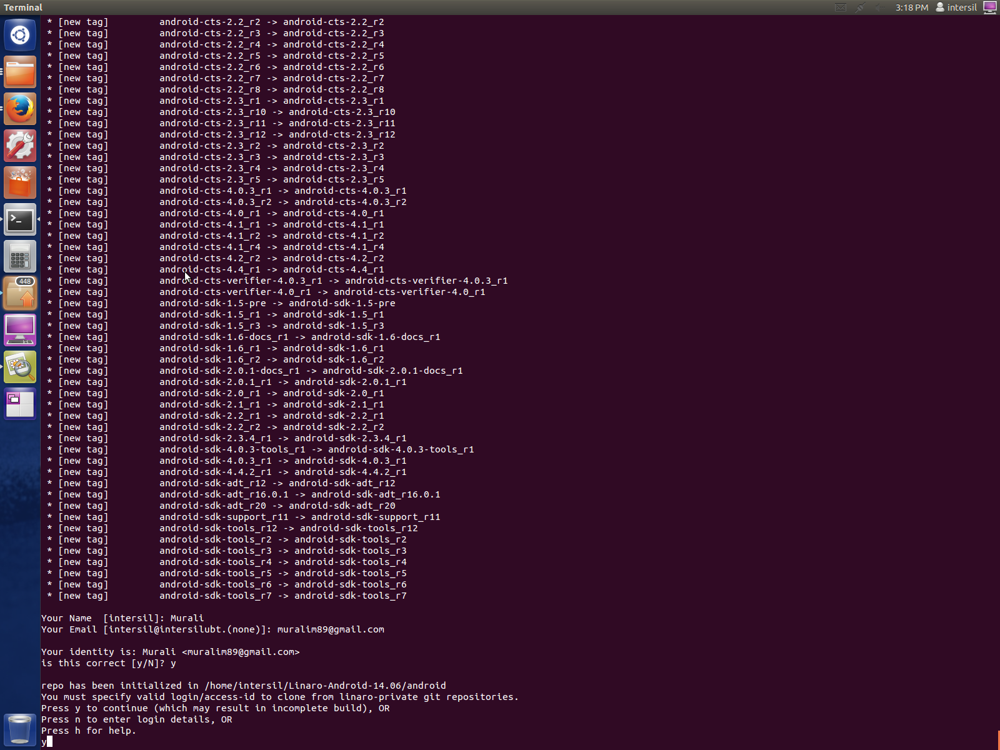 Terminal
3:18 PM
intersil
* [new tag] android-cts-2.2_r2 -> android-cts-2.2_r2
* [new tag] android-cts-2.2_r3 -> android-cts-2.2_r3
* [new tag] android-cts-2.2_r4 -> android-cts-2.2_r4
* [new tag] android-cts-2.2_r5 -> android-cts-2.2_r5
* [new tag] android-cts-2.2_r6 -> android-cts-2.2_r6
* [new tag] android-cts-2.2_r7 -> android-cts-2.2_r7
* [new tag] android-cts-2.2_r8 -> android-cts-2.2_r8
* [new tag] android-cts-2.3_r1 -> android-cts-2.3_r1
* [new tag] android-cts-2.3_r10 -> android-cts-2.3_r10
* [new tag] android-cts-2.3_r11 -> android-cts-2.3_r11
* [new tag] android-cts-2.3_r12 -> android-cts-2.3_r12
* [new tag] android-cts-2.3_r2 -> android-cts-2.3_r2
* [new tag] android-cts-2.3_r3 -> android-cts-2.3_r3
* [new tag] android-cts-2.3_r4 -> android-cts-2.3_r4
* [new tag] android-cts-2.3_r5 -> android-cts-2.3_r5
* [new tag] android-cts-4.0.3_r1 -> android-cts-4.0.3_r1
* [new tag] android-cts-4.0.3_r2 -> android-cts-4.0.3_r2
* [new tag] android-cts-4.0_r1 -> android-cts-4.0_r1
* [new tag] android-cts-4.1_r1 -> android-cts-4.1_r1
* [new tag] android-cts-4.1_r2 -> android-cts-4.1_r2
* [new tag] android-cts-4.1_r4 -> android-cts-4.1_r4
* [new tag] android-cts-4.2_r2 -> android-cts-4.2_r2
* [new tag] android-cts-4.4_r1 -> android-cts-4.4_r1
* [new tag] android-cts-verifier-4.0.3_r1 -> android-cts-verifier-4.0.3_r1
* [new tag] android-cts-verifier-4.0_r1 -> android-cts-verifier-4.0_r1
* [new tag] android-sdk-1.5-pre -> android-sdk-1.5-pre
* [new tag] android-sdk-1.5_r1 -> android-sdk-1.5_r1
* [new tag] android-sdk-1.5_r3 -> android-sdk-1.5_r3
* [new tag] android-sdk-1.6-docs_r1 -> android-sdk-1.6-docs_r1
* [new tag] android-sdk-1.6_r1 -> android-sdk-1.6_r1
* [new tag] android-sdk-1.6_r2 -> android-sdk-1.6_r2
* [new tag] android-sdk-2.0.1-docs_r1 -> android-sdk-2.0.1-docs_r1
* [new tag] android-sdk-2.0.1_r1 -> android-sdk-2.0.1_r1
* [new tag] android-sdk-2.0_r1 -> android-sdk-2.0_r1
* [new tag] android-sdk-2.1_r1 -> android-sdk-2.1_r1
* [new tag] android-sdk-2.2_r1 -> android-sdk-2.2_r1
* [new tag] android-sdk-2.2_r2 -> android-sdk-2.2_r2
* [new tag] android-sdk-2.3.4_r1 -> android-sdk-2.3.4_r1
* [new tag] android-sdk-4.0.3-tools_r1 -> android-sdk-4.0.3-tools_r1
* [new tag] android-sdk-4.0.3_r1 -> android-sdk-4.0.3_r1
* [new tag] android-sdk-4.4.2_r1 -> android-sdk-4.4.2_r1
* [new tag] android-sdk-adt_r12 -> android-sdk-adt_r12
* [new tag] android-sdk-adt_r16.0.1 -> android-sdk-adt_r16.0.1
* [new tag] android-sdk-adt_r20 -> android-sdk-adt_r20
* [new tag] android-sdk-support_r11 -> android-sdk-support_r11
* [new tag] android-sdk-tools_r12 -> android-sdk-tools_r12
* [new tag] android-sdk-tools_r2 -> android-sdk-tools_r2
* [new tag] android-sdk-tools_r3 -> android-sdk-tools_r3
* [new tag] android-sdk-tools_r4 -> android-sdk-tools_r4
* [new tag] android-sdk-tools_r5 -> android-sdk-tools_r5
* [new tag] android-sdk-tools_r6 -> android-sdk-tools_r6
* [new tag] android-sdk-tools_r7 -> android-sdk-tools_r7
Your Name  [intersil]: Murali
Your Email [intersil@intersilubt.(none)]: muralim89@gmail.com
Your identity is: Murali <muralim89@gmail.com>
is this correct [y/N]? y
repo has been initialized in /home/intersil/Linaro-Android-14.06/android
You must specify valid login/access-id to clone from linaro-private git repositories.
Press y to continue (which may result in incomplete build), OR
Press n to enter login details, OR
Press h for help.
y
448